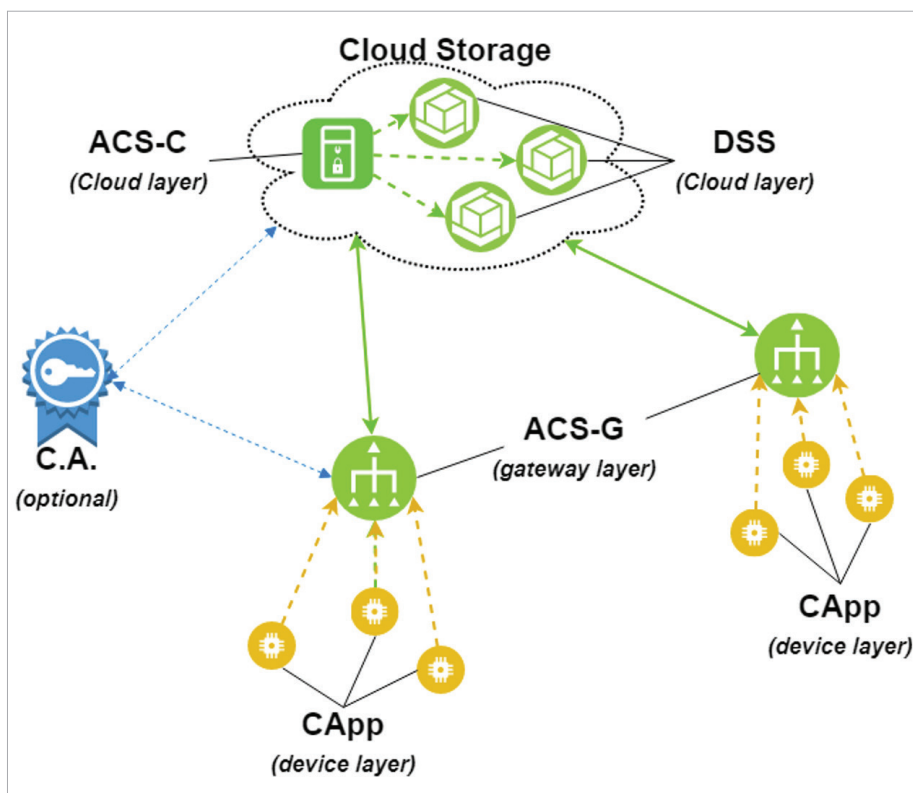 Cloud Storage
ACS-C
(Cloud layer)
DSS
(Cloud layer)
C.A.
(optional)
ACS-G
(gateway layer)
CApp
(device layer)
CApp
(device layer)